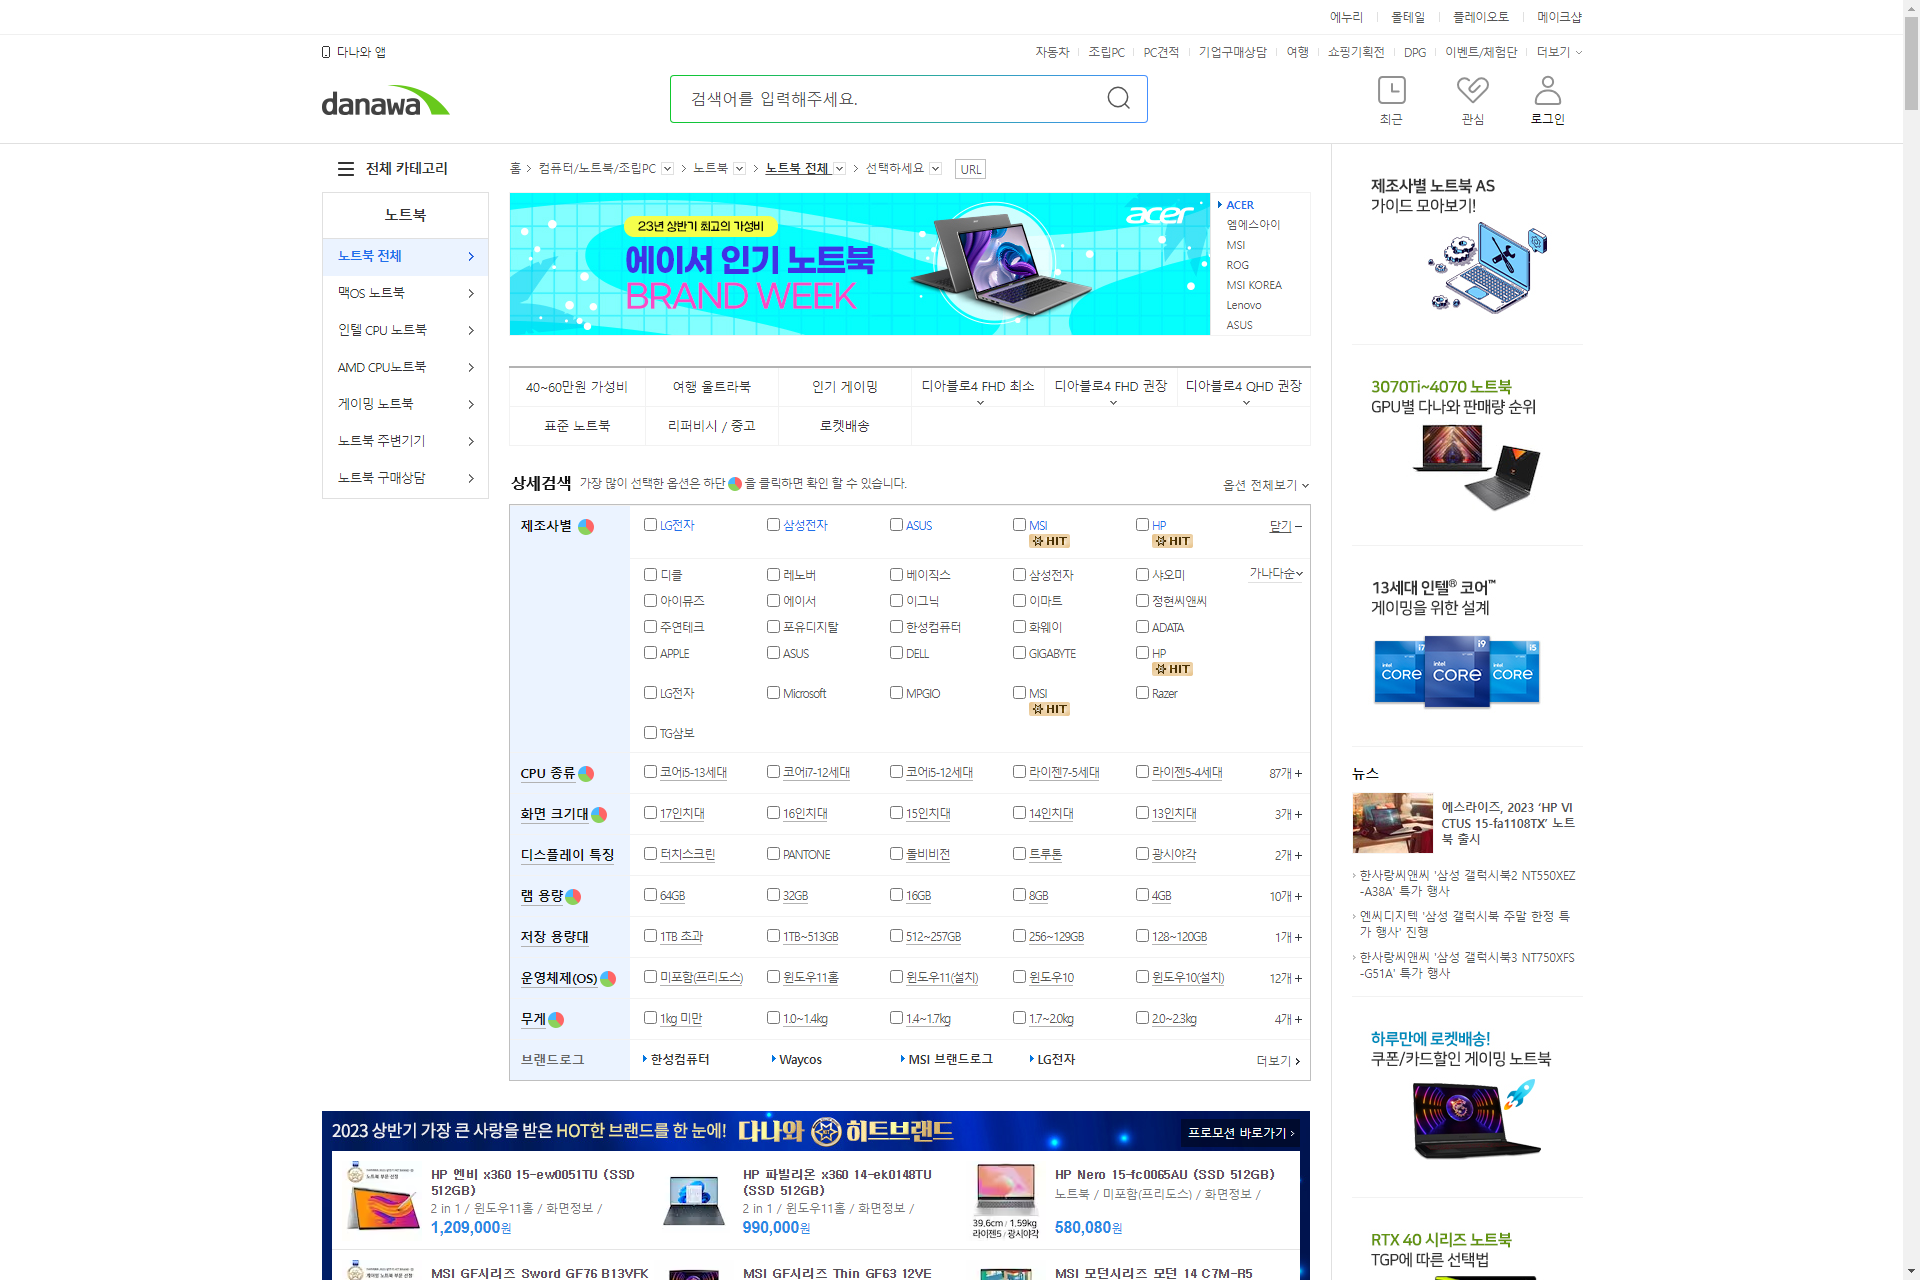 에누리
몰테일
플레이오토
메이크샵
다나와 앱
자동차
조립PC
PC견적
기업구매상담
여행
쇼핑기획전
DPG
이벤트/체험단
더보기
danawa
검색어를 입력해주세요.
최근
관심
로그인
전체 카테고리
홈 > 컴퓨터/노트북/조립PC > 노트북 > 노트북 전체 > 선택하세요 URL
노트북
노트북 전체
맥OS 노트북
인텔 CPU 노트북
AMD CPU노트북
게이밍 노트북
노트북 주변기기
노트북 구매상담
23년 상반기 최고의 가성비
에이서 인기 노트북
BRAND WEEK
acer
ACER
엠에스아이
MSI
ROG
MSI KOREA
Lenovo
ASUS
40~60만원 가성비
여행 울트라북
인기 게이밍
디아블로4 FHD 최소
디아블로4 FHD 권장
디아블로4 QHD 권장
표준 노트북
리퍼비시 / 중고
로켓배송
상세검색 가장 많이 선택한 옵션은 하단 을 클릭하면 확인 할 수 있습니다.
옵션 전체보기
제조사별
LG전자
삼성전자
ASUS
MSI
HIT
HP
HIT
닫기
디클
레노버
베이직스
삼성전자
샤오미
가나다순
아이뮤즈
에이서
이그닉
이마트
정현씨앤씨
주연테크
포유디지탈
한성컴퓨터
화웨이
ADATA
APPLE
ASUS
DELL
GIGABYTE
HP
HIT
LG전자
Microsoft
MPGIO
MSI
HIT
Razer
TG삼보
CPU 종류
코어i5-13세대
코어i7-12세대
코어i5-12세대
라이젠7-5세대
라이젠5-4세대
87개 +
화면 크기대
17인치대
16인치대
15인치대
14인치대
13인치대
3개 +
디스플레이 특징
터치스크린
PANTONE
돌비비전
트루톤
광시야각
2개 +
램 용량
64GB
32GB
16GB
8GB
4GB
10개 +
저장 용량대
1TB 초과
1TB~513GB
512~257GB
256~129GB
128~120GB
1개 +
운영체제(OS)
미포함(프리도스)
윈도우11홈
윈도우11(설치)
윈도우10
윈도우10(설치)
12개 +
무게
1kg 미만
1.0~1.4kg
1.4~1.7kg
1.7~2.0kg
2.0~2.3kg
4개 +
브랜드로그
한성컴퓨터
Waycos
MSI 브랜드로그
LG전자
더보기
2023 상반기 가장 큰 사랑을 받은 HOT한 브랜드를 한 눈에! 다나와 히트브랜드
프로모션 바로가기
HP 엔비 x360 15-ew0051TU (SSD
512GB)
2 in 1 / 윈도우11홈 / 화면정보 /
1,209,000원
HP 파빌리온 x360 14-ek0148TU
(SSD 512GB)
2 in 1 / 윈도우11홈 / 화면정보 /
990,000원
39.6cm / 1.59kg
라이젠5 / 광시야각
HP Nero 15-fc0065AU (SSD 512GB)
노트북 / 미포함(프리도스) / 화면정보 /
580,080원
MSI GF시리즈 Sword GF76 B13VFK
MSI GF시리즈 Thin GF63 12VE
MSI 모던시리즈 모던 14 C7M-R5
제조사별 노트북 AS
가이드 모아보기!
3070Ti~4070 노트북
GPU별 다나와 판매량 순위
13세대 인텔® 코어™
게이밍을 위한 설계
intel
CORE
i7
intel
CORE
i9
CORE
i5
뉴스
에스라이즈, 2023 ‘HP VI
CTUS 15-fa1108TX’ 노트
북 출시
한사랑씨앤씨 '삼성 갤럭시북2 NT550XEZ
-A38A' 특가 행사
엔씨디지텍 '삼성 갤럭시북 주말 한정 특
가 행사' 진행
한사랑씨앤씨 '삼성 갤럭시북3 NT750XFS
-G51A' 특가 행사
하루만에 로켓배송!
쿠폰/카드할인 게이밍 노트북
RTX 40 시리즈 노트북
TGP에 따른 선택법